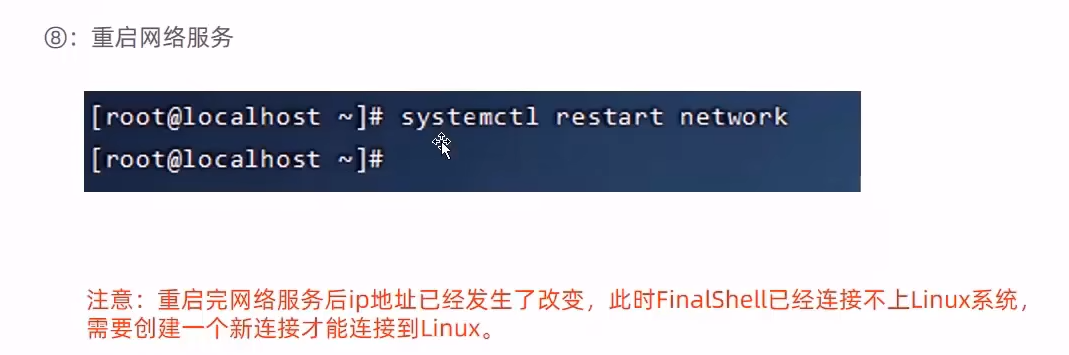 ⑧：重启网络服务
[root@localhost ~]# systemctl restart network
[root@localhost ~]#
注意：重启完网络服务后ip地址已经发生了改变，此时FinalShell已经连接不上Linux系统，
需要创建一个新连接才能连接到Linux。